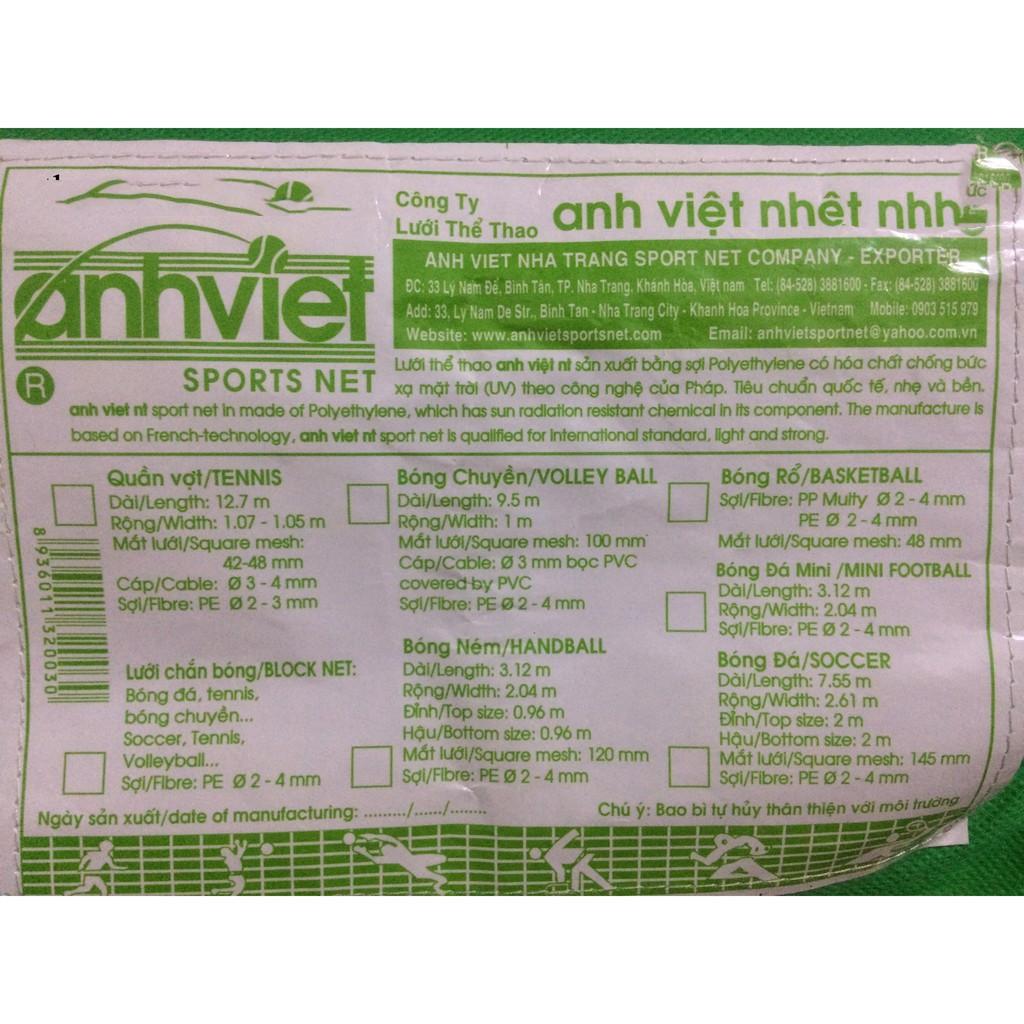 Công Ty
Lưới Thể Thao
anh việt nhêt nhh
ANH VIET NHA TRANG SPORT NET COMPANY - EXPORTER
ĐC: 33 Lý Nam Đế, Bình Tân, TP. Nha Trang, Khánh Hòa, Việt nam Tel: (84-528) 3881600 - Fax: (84-528) 3881600
Add: 33, Ly Nam De Str., Binh Tan - Nha Trang City - Khanh Hoa Province - Vietnam Mobile: 0903 515 979
Website: www.anhvietsportsnet.com Email: anhvietsportnet@yahoo.com.vn
anhviet
SPORTS NET
R
Lưới thể thao anh việt nt sản xuất bằng sợi Polyethylene có hóa chất chống bức
xạ mặt trời (UV) theo công nghệ của Pháp. Tiêu chuẩn quốc tế, nhẹ và bền.
anh viet nt sport net in made of Polyethylene, which has sun radiation resistant chemical in its component. The manufacture is
based on French-technology, anh viet nt sport net is qualified for International standard, light and strong.
Quần vợt/TENNIS
Dài/Length: 12.7 m
Rộng/Width: 1.07 - 1.05 m
Mắt lưới/Square mesh:
42-48 mm
Cáp/Cable: Ø 3 - 4 mm
Sợi/Fibre: PE Ø 2 - 3 mm
8936011320030
Lưới chắn bóng/BLOCK NET:
Bóng đá, tennis,
bóng chuyền...
Soccer, Tennis,
Volleyball...
Sợi/Fibre: PE Ø 2 - 4 mm
Bóng Chuyền/VOLLEY BALL
Dài/Length: 9.5 m
Rộng/Width: 1 m
Mắt lưới/Square mesh: 100 mm
Cáp/Cable: Ø 3 mm bọc PVC
covered by PVC
Sợi/Fibre: PE Ø 2 - 4 mm
Bóng Ném/HANDBALL
Dài/Length: 3.12 m
Rộng/Width: 2.04 m
Đỉnh/Top size: 0.96 m
Hậu/Bottom size: 0.96 m
Mắt lưới/Square mesh: 120 mm
Sợi/Fibre: PE Ø 2 - 4 mm
Bóng Rổ/BASKETBALL
Sợi/Fibre: PP Multy Ø 2 - 4 mm
PE Ø 2 - 4 mm
Mắt lưới/Square mesh: 48 mm
Bóng Đá Mini /MINI FOOTBALL
Dài/Length: 3.12 m
Rộng/Width: 2.04 m
Sợi/Fibre: PE Ø 2 - 4 mm
Bóng Đá/SOCCER
Dài/Length: 7.55 m
Rộng/Width: 2.61 m
Đỉnh/Top size: 2 m
Hậu/Bottom size: 2 m
Mắt lưới/Square mesh: 145 mm
Sợi/Fibre: PE Ø 2 - 4 mm
Ngày sản xuất/date of manufacturing: ........./....../........
Chú ý: Bao bì tự hủy thân thiện với môi trường